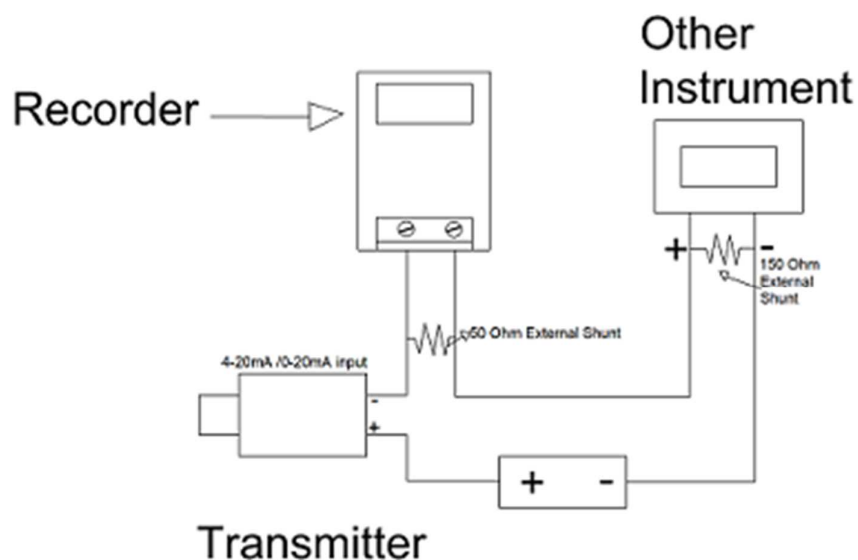 Other
Instrument
Recorder
+ -
150 Ohm
External
Shunt
50 Ohm External Shunt
4-20mA /0-20mA input
-
+
+ -
Transmitter